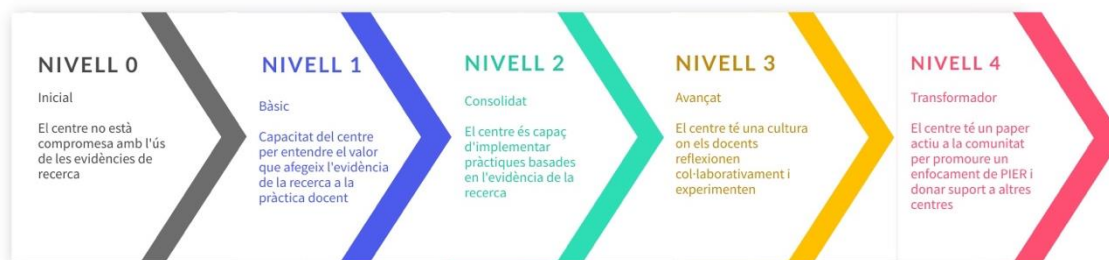 NIVELL 0
Inicial
El centre no està
compromesa amb l'ús
de les evidències de
recerca
NIVELL 1
Bàsic
Capacitat del centre
per entendre el valor
que afegeix l'evidència
de la recerca a la
pràctica docent
NIVELL 2
Consolidat
El centre és capaç
d'implementar
pràctiques basades
en l'evidència de la
recerca
NIVELL 3
Avançat
El centre té una cultura
on els docents
reflexionen
col·laborativament i
experimenten
NIVELL 4
Transformador
El centre té un paper
actiu a la comunitat
per promoure un
enfocament de PIER i
donar suport a altres
centres